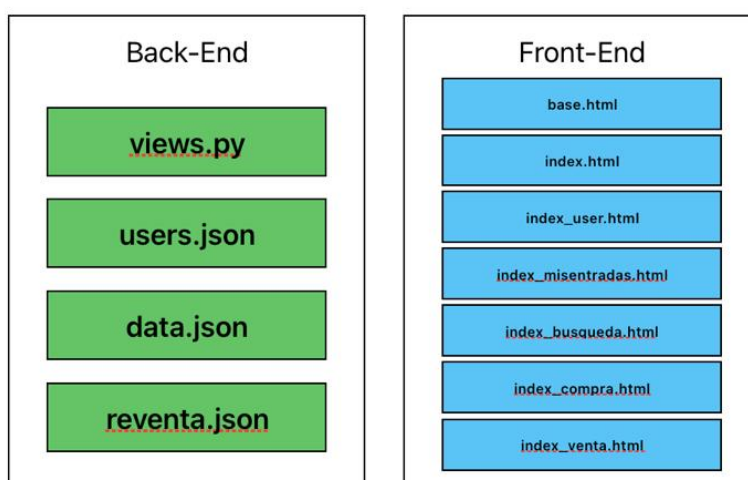 Back-End
views.py
users.json
data.json
reventa.json
Front-End
base.html
index.html
index_user.html
index_misentradas.html
index_busqueda.html
index_compra.html
index_venta.html